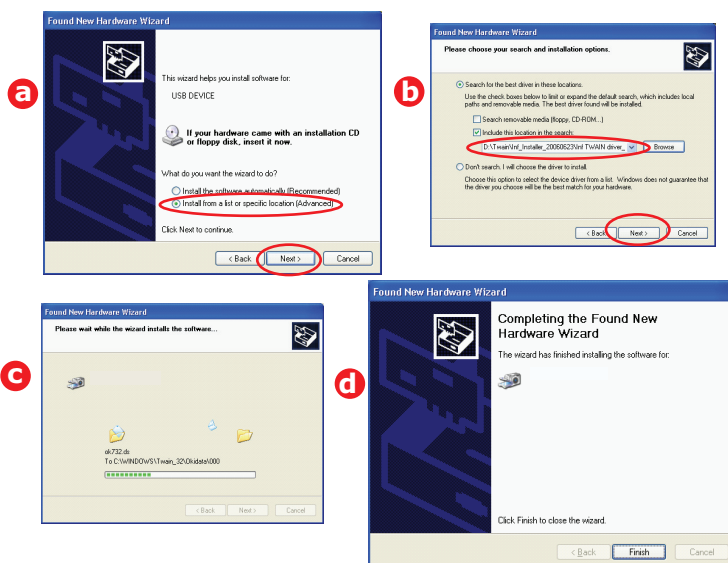 a
Found New Hardware Wizard
This wizard helps you install software for:
USB DEVICE
If your hardware came with an installation CD
or floppy disk, insert it now.
What do you want the wizard to do?
Install the software automatically (Recommended)
Install from a list or specific location (Advanced)
Click Next to continue.
< Back
Next >
Cancel
b
Found New Hardware Wizard
Please choose your search and installation options.
Search for the best driver in these locations.
Use the check boxes below to limit or expand the default search, which includes local
paths and removable media. The best driver found will be installed.
Search removable media (floppy, CD-ROM...)
Include this location in the search:
D:\Twain\Inf_Installer_20060623\Inf TWAIN driver_
Browse
Don't search. I will choose the driver to install.
Choose this option to select the device driver from a list. Windows does not guarantee that
the driver you choose will be the best match for your hardware.
< Back
Next >
Cancel
c
Found New Hardware Wizard
Please wait while the wizard installs the software...
ok732.ds
To C:\WINDOWS\Twain_32\Okidata\000
< Back
Next >
Cancel
d
Found New Hardware Wizard
Completing the Found New
Hardware Wizard
The wizard has finished installing the software for:
Click Finish to close the wizard.
< Back
Finish
Cancel